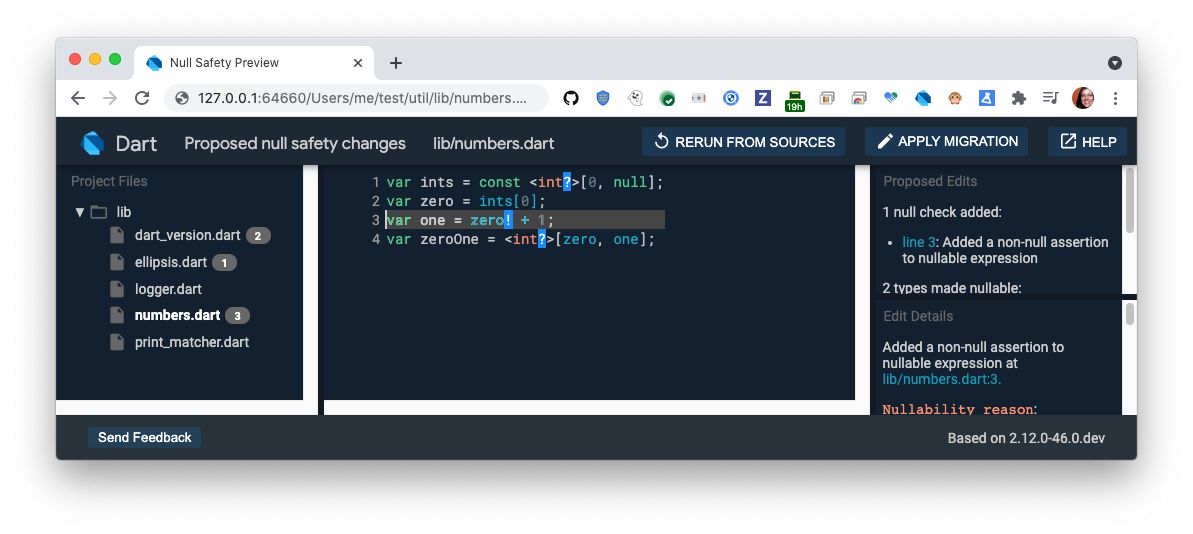 Null Safety Preview
127.0.0.1:64660/Users/me/test/util/lib/numbers....
Z
19h
Dart
Proposed null safety changes
lib/numbers.dart
RERUN FROM SOURCES
APPLY MIGRATION
HELP
Project Files
lib
dart_version.dart 2
ellipsis.dart 1
logger.dart
numbers.dart 3
print_matcher.dart
1 var ints = const <int?>[0, null];
2 var zero = ints[0];
3 var one = zero! + 1;
4 var zeroOne = <int?>[zero, one];
Proposed Edits
1 null check added:
• line 3: Added a non-null assertion
to nullable expression
2 types made nullable:
Edit Details
Added a non-null assertion to
nullable expression at
lib/numbers.dart:3.
Nullability reason:
Send Feedback
Based on 2.12.0-46.0.dev